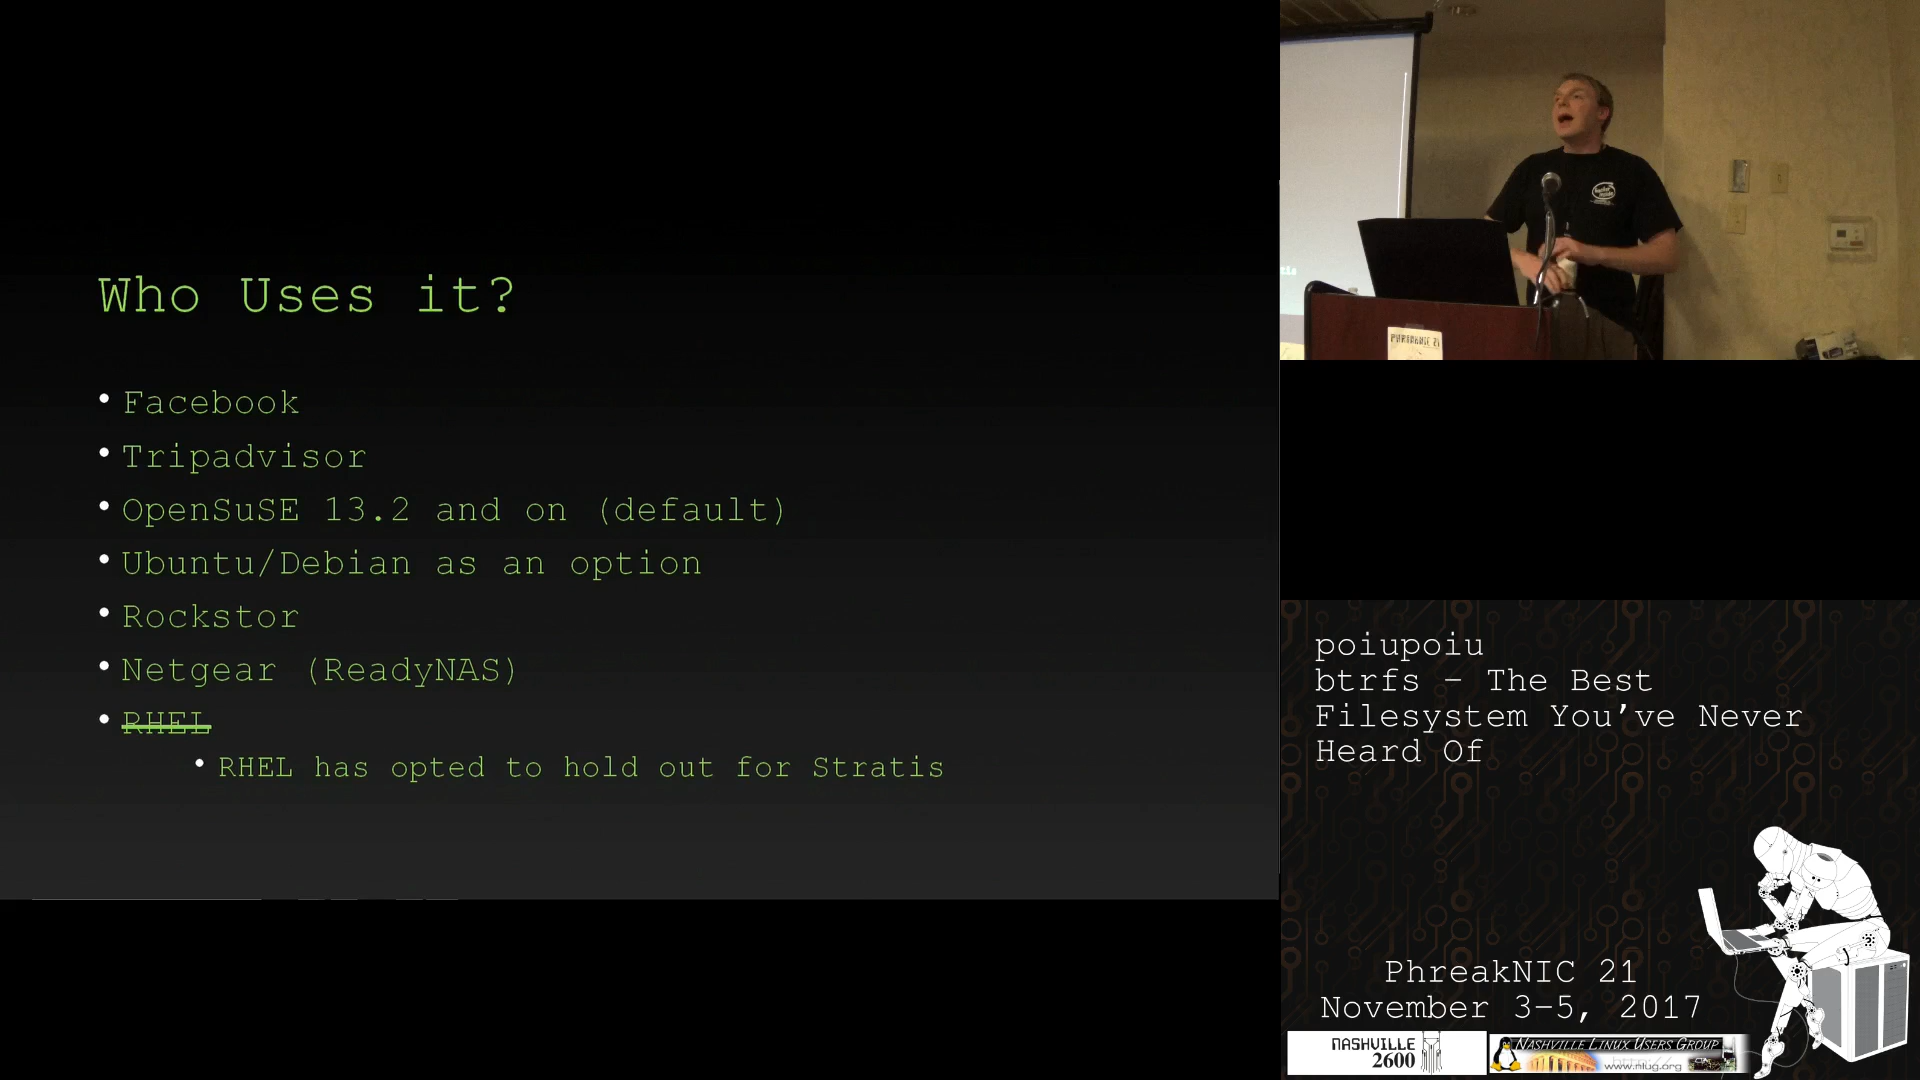 Who Uses it?
Facebook
Tripadvisor
OpenSuSE 13.2 and on (default)
Ubuntu/Debian as an option
Rockstor
Netgear (ReadyNAS)
RHEL
RHEL has opted to hold out for Stratis
PHREAKNIC 21
poiupoiu
btrfs – The Best
Filesystem You’ve Never
Heard Of
PhreakNIC 21
November 3–5, 2017
NASHVILLE
2600
NASHVILLE LINUX USERS GROUP
www.nlug.org